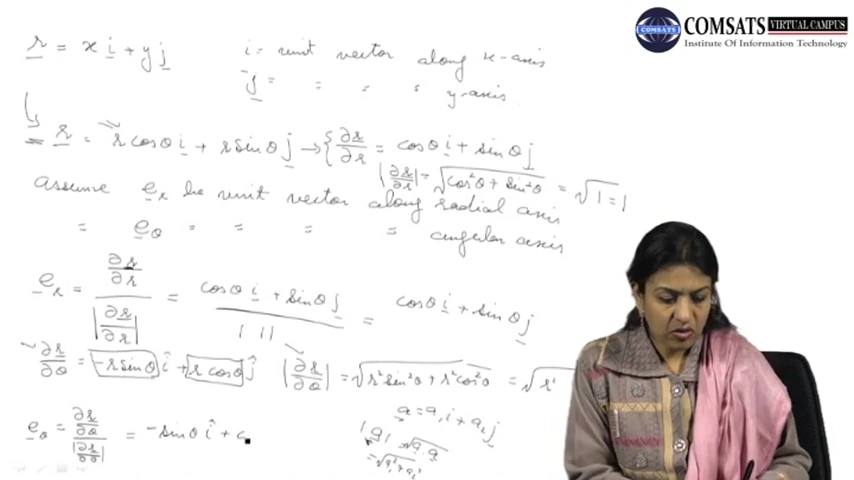 COMSATS VIRTUAL CAMPUS
COMSATS
Institute Of Information Technology
r = x i + y j   i = unit vector along x-axis
j = " " " y-axis
r = r cosθ i + r sinθ j → { ∂r/∂r = cosθ i + sinθ j
|∂r/∂r| = √(cos²θ + sin²θ) = √1 = 1
Assume e_r be unit vector along radial axis
= e_θ = = = = angular axis
e_r = (∂r/∂r) / |∂r/∂r| = (cosθ i + sinθ j) / | 1 | = cosθ i + sinθ j
∂r/∂θ = -r sinθ î + r cosθ ĵ   |∂r/∂θ| = √(r² sin²θ + r² cos²θ) = √r²
a = a₁ i + a₂ j
e_θ = (∂r/∂θ) / |∂r/∂θ| = - sinθ î + c
|a| = √(a . a)
= √(a₁² + a₂²)